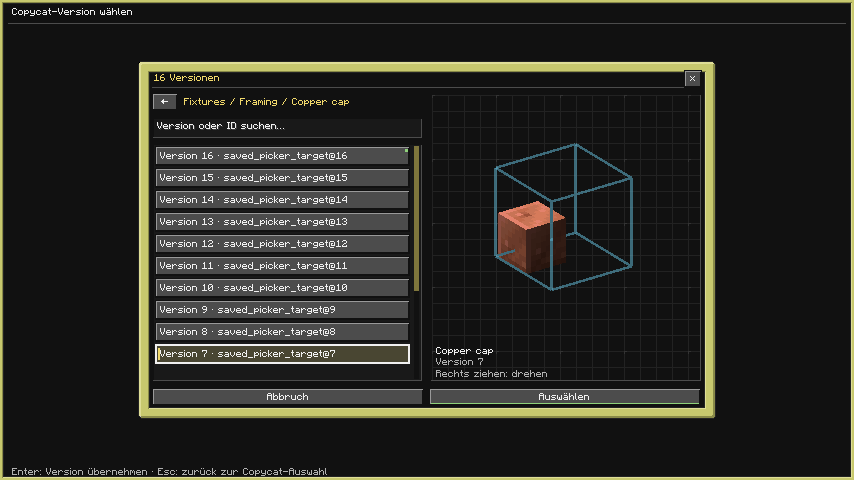 Copycat-Version wählen
16 Versionen
×
← Fixtures / Framing / Copper cap
Version oder ID suchen...
Version 16 · saved_picker_target@16
Version 15 · saved_picker_target@15
Version 14 · saved_picker_target@14
Version 13 · saved_picker_target@13
Version 12 · saved_picker_target@12
Version 11 · saved_picker_target@11
Version 10 · saved_picker_target@10
Version 9 · saved_picker_target@9
Version 8 · saved_picker_target@8
Version 7 · saved_picker_target@7
Copper cap
Version 7
Rechts ziehen: drehen
Abbruch
Auswählen
Enter: Version übernehmen · Esc: zurück zur Copycat-Auswahl